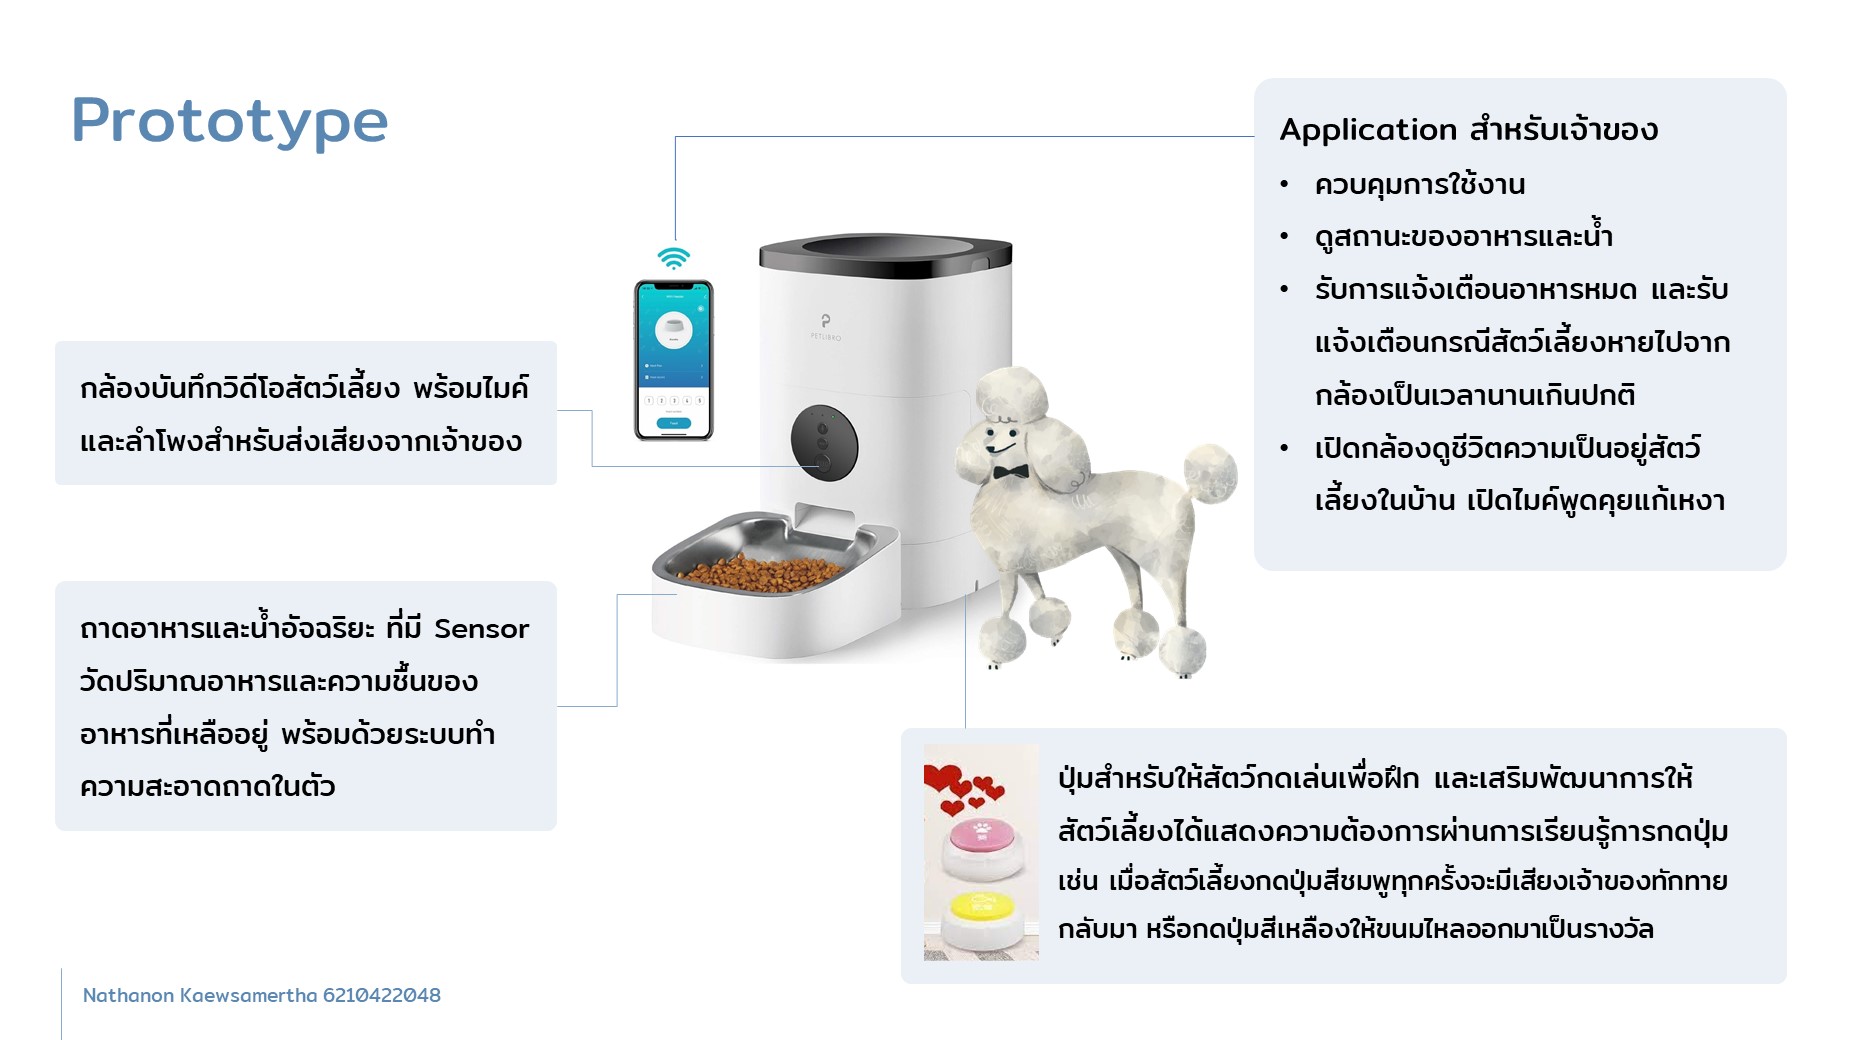 Prototype
Application สำหรับเจ้าของ
• ควบคุมการใช้งาน
• ดูสถานะของอาหารและน้ำ
• รับการแจ้งเตือนอาหารหมด และรับ
แจ้งเตือนกรณีสัตว์เลี้ยงหายไปจาก
กล้องเป็นเวลานานเกินปกติ
• เปิดกล้องดูชีวิตความเป็นอยู่สัตว์
เลี้ยงในบ้าน เปิดไมค์พูดคุยแก้เหงา
PETLIBRO
กล้องบันทึกวิดีโอสัตว์เลี้ยง พร้อมไมค์
และลำโพงสำหรับส่งเสียงจากเจ้าของ
ถาดอาหารและน้ำอัจฉริยะ ที่มี Sensor
วัดปริมาณอาหารและความชื้นของ
อาหารที่เหลืออยู่ พร้อมด้วยระบบทำ
ความสะอาดถาดในตัว
ปุ่มสำหรับให้สัตว์กดเล่นเพื่อฝึก และเสริมพัฒนาการให้
สัตว์เลี้ยงได้แสดงความต้องการผ่านการเรียนรู้การกดปุ่ม
เช่น เมื่อสัตว์เลี้ยงกดปุ่มสีชมพูทุกครั้งจะมีเสียงเจ้าของทักทาย
กลับมา หรือกดปุ่มสีเหลืองให้ขนมไหลออกมาเป็นรางวัล
Nathanon Kaewsamertha 6210422048